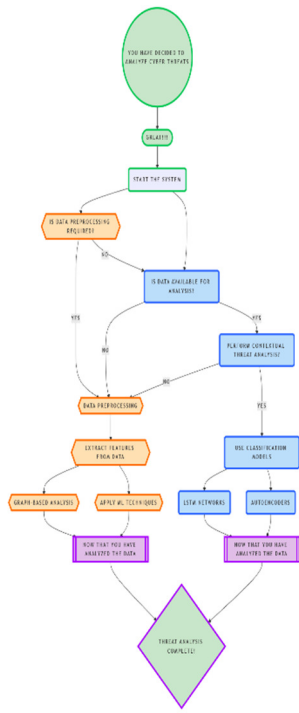 YOU HAVE DECIDED TO
ANALYZE CYBER THREATS
GREAT!!!
START THE SYSTEM
IS DATA PREPROCESSING
REQUIRED?
NO
IS DATA AVAILABLE FOR
ANALYSIS?
YES
NO
YES
PERFORM CONTEXTUAL
THREAT ANALYSIS?
NO
DATA PREPROCESSING
YES
EXTRACT FEATURES
FROM DATA
USE CLASSIFICATION
MODELS
GRAPH-BASED ANALYSIS
APPLY ML TECHNIQUES
LSTM NETWORKS
AUTOENCODERS
NOW THAT YOU HAVE
ANALYZED THE DATA
NOW THAT YOU HAVE
ANALYZED THE DATA
THREAT ANALYSIS
COMPLETE!